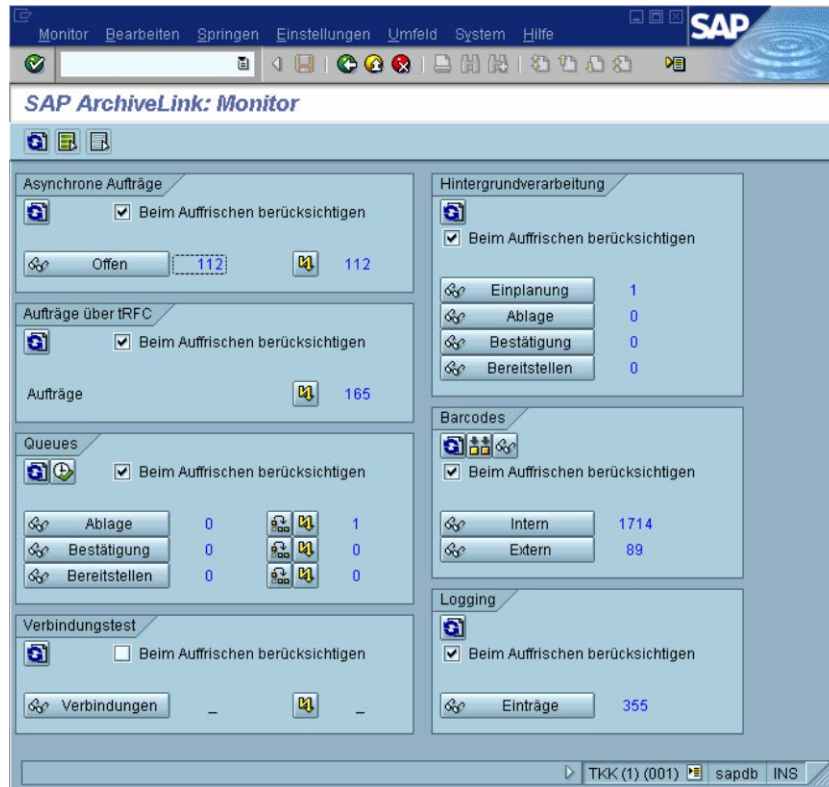 Monitor Bearbeiten Springen Einstellungen Umfeld System Hilfe
SAP
SAP ArchiveLink: Monitor
Asynchrone Aufträge
Beim Auffrischen berücksichtigen
Offen 112 112
Aufträge über tRFC
Beim Auffrischen berücksichtigen
Aufträge 165
Queues
Beim Auffrischen berücksichtigen
Ablage 0 1
Bestätigung 0 0
Bereitstellen 0 0
Verbindungstest
Beim Auffrischen berücksichtigen
Verbindungen _ _
Hintergrundverarbeitung
Beim Auffrischen berücksichtigen
Einplanung 1
Ablage 0
Bestätigung 0
Bereitstellen 0
Barcodes
Beim Auffrischen berücksichtigen
Intern 1714
Extern 89
Logging
Beim Auffrischen berücksichtigen
Einträge 355
TKK (1) (001) sapdb INS